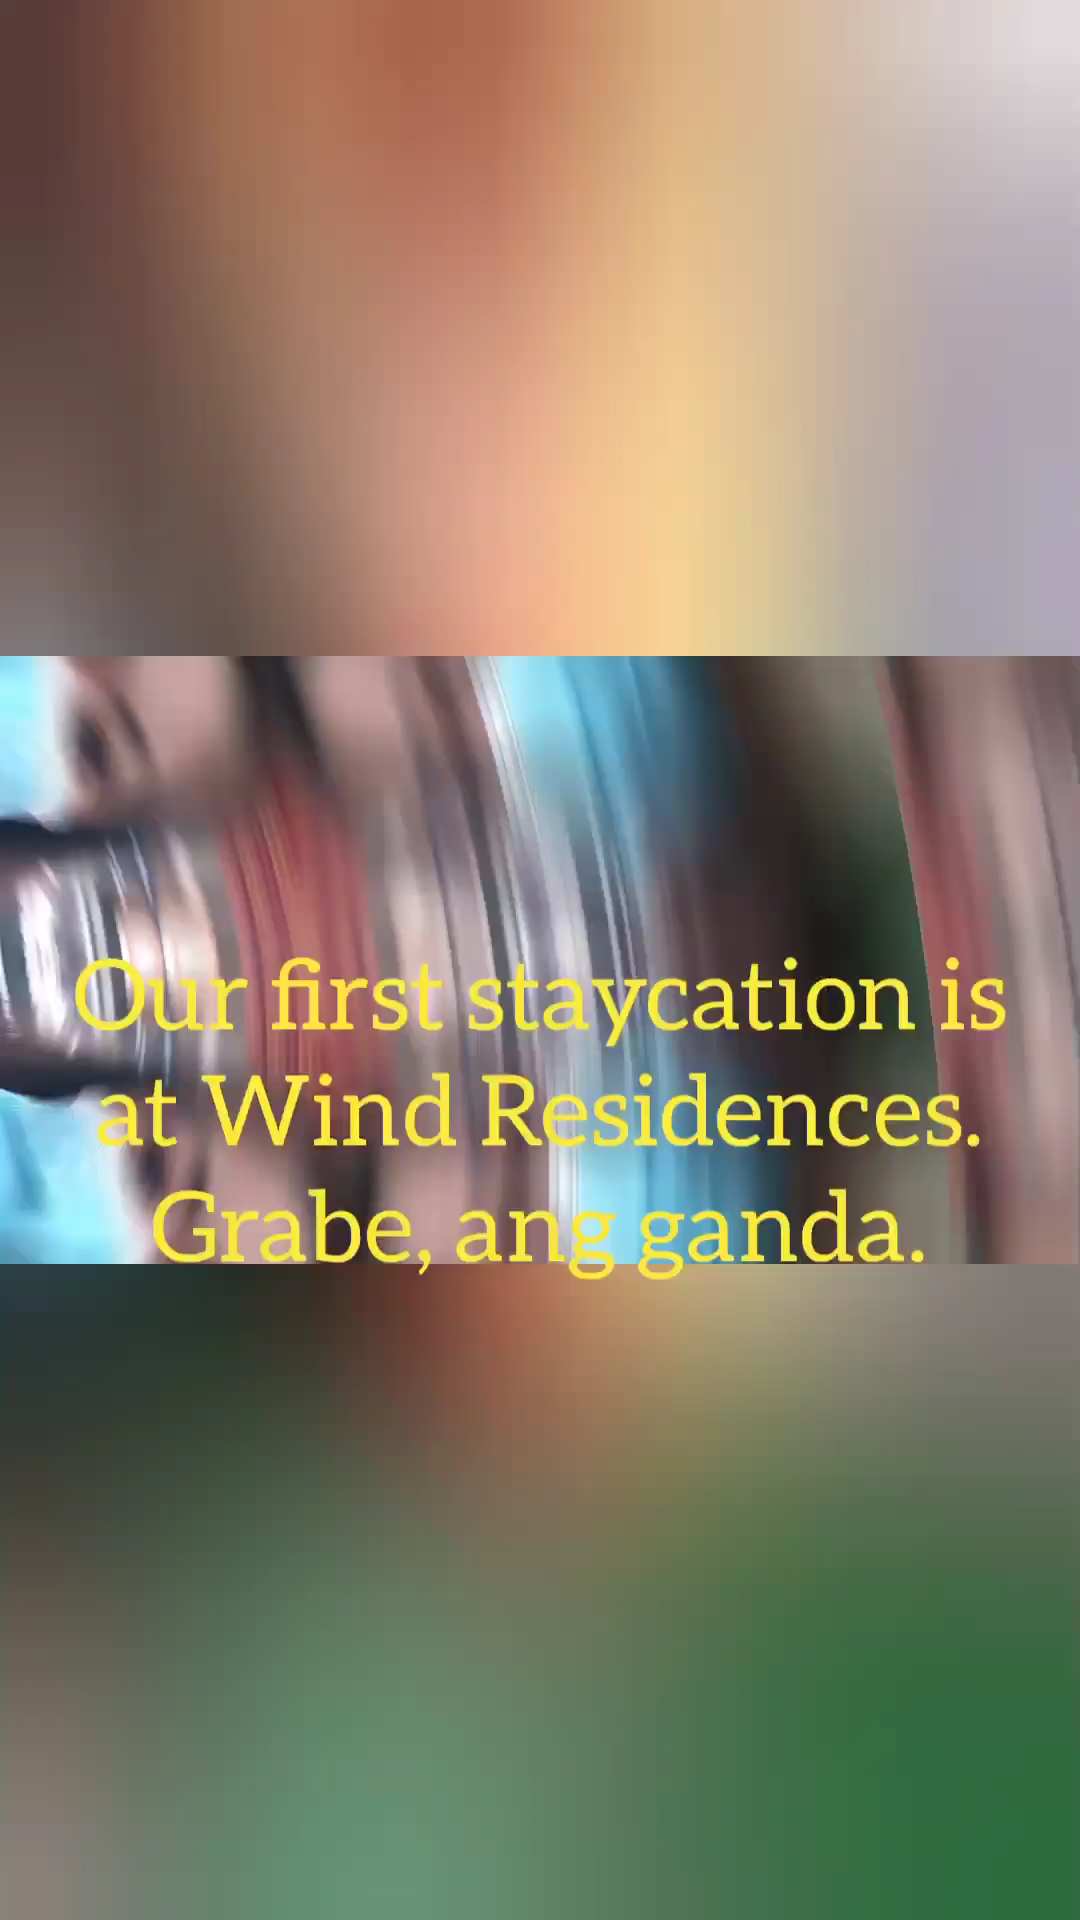 Our first staycation is
at Wind Residences.
Grabe, ang ganda.